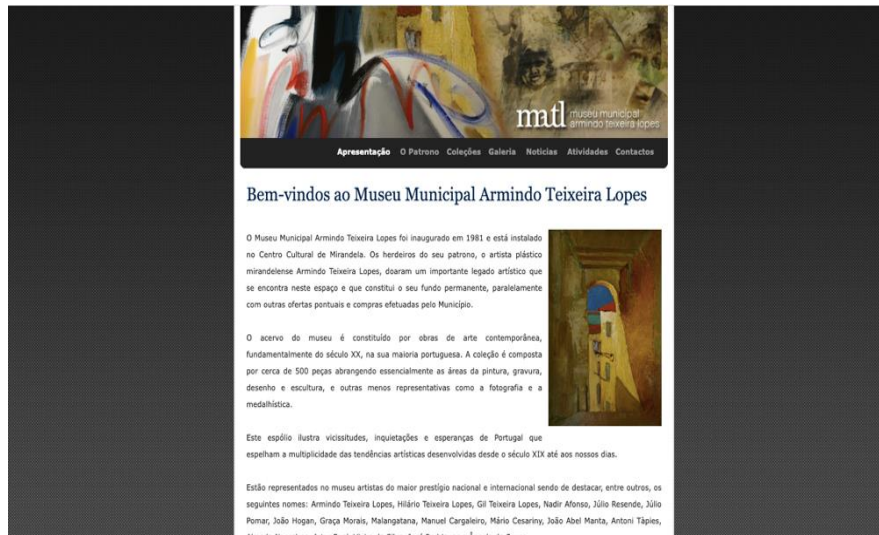 matl museu municipal
armindo teixeira lopes
Apresentação O Patrono Coleções Galeria Noticias Atividades Contactos
Bem-vindos ao Museu Municipal Armindo Teixeira Lopes
O Museu Municipal Armindo Teixeira Lopes foi inaugurado em 1981 e está instalado
no Centro Cultural de Mirandela. Os herdeiros do seu patrono, o artista plástico
mirandelense Armindo Teixeira Lopes, doaram um importante legado artístico que
se encontra neste espaço e que constitui o seu fundo permanente, paralelamente
com outras ofertas pontuais e compras efetuadas pelo Município.
O acervo do museu é constituído por obras de arte contemporânea,
fundamentalmente do século XX, na sua maioria portuguesa. A coleção é composta
por cerca de 500 peças abrangendo essencialmente as áreas da pintura, gravura,
desenho e escultura, e outras menos representativas como a fotografia e a
medalhística.
Este espólio ilustra vicissitudes, inquietações e esperanças de Portugal que
espelham a multiplicidade das tendências artísticas desenvolvidas desde o século XIX até aos nossos dias.
Estão representados no museu artistas do maior prestígio nacional e internacional sendo de destacar, entre outros, os
seguintes nomes: Armindo Teixeira Lopes, Hilário Teixeira Lopes, Gil Teixeira Lopes, Nadir Afonso, Júlio Resende, Júlio
Pomar, João Hogan, Graça Morais, Malangatana, Manuel Cargaleiro, Mário Cesariny, João Abel Manta, Antoni Tàpies,